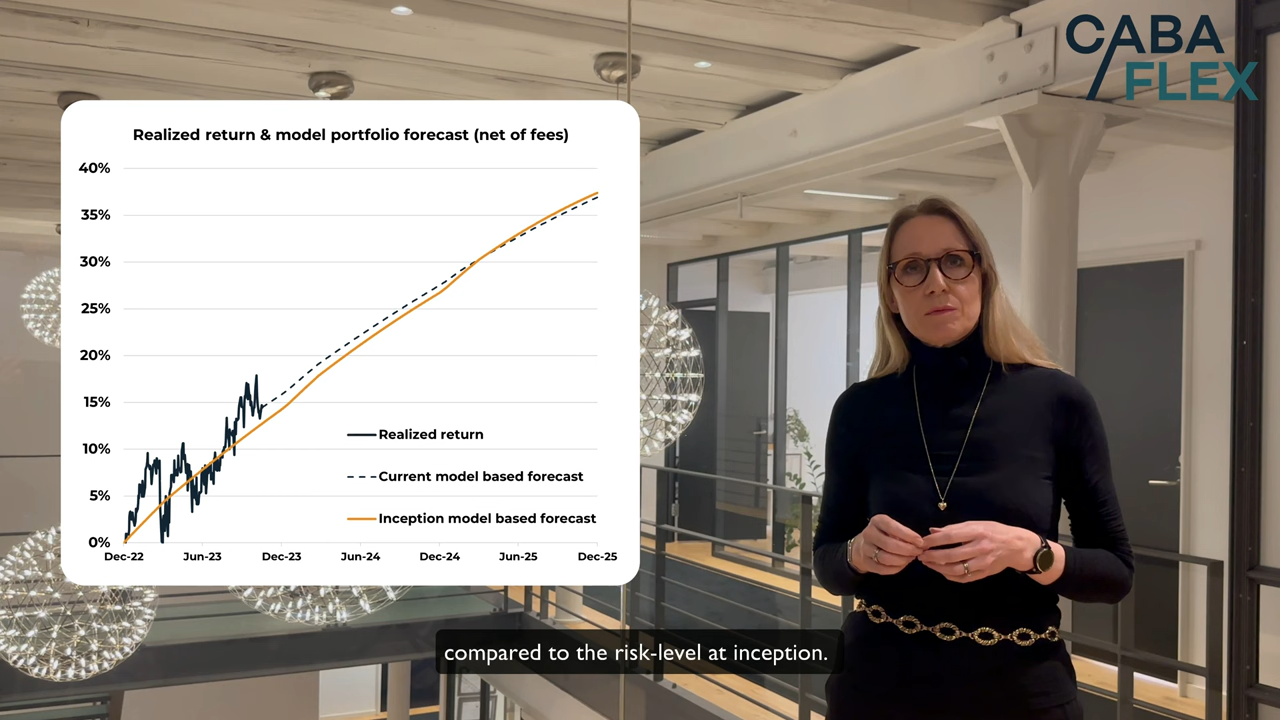 CABA
FLEX
Realized return & model portfolio forecast (net of fees)
40%
35%
30%
25%
20%
15%
10%
5%
0%
Realized return
Current model based forecast
Inception model based forecast
Dec-22 Jun-23 Dec-23 Jun-24 Dec-24 Jun-25 Dec-25
compared to the risk-level at inception.